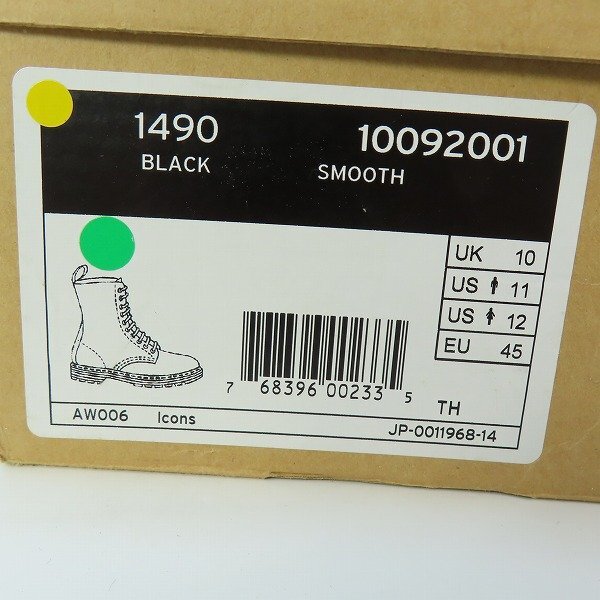 1490 10092001
BLACK SMOOTH
UK 10
US 11
US 12
EU 45
7 68396 00233 5
TH
AW006 Icons
JP-0011968-14